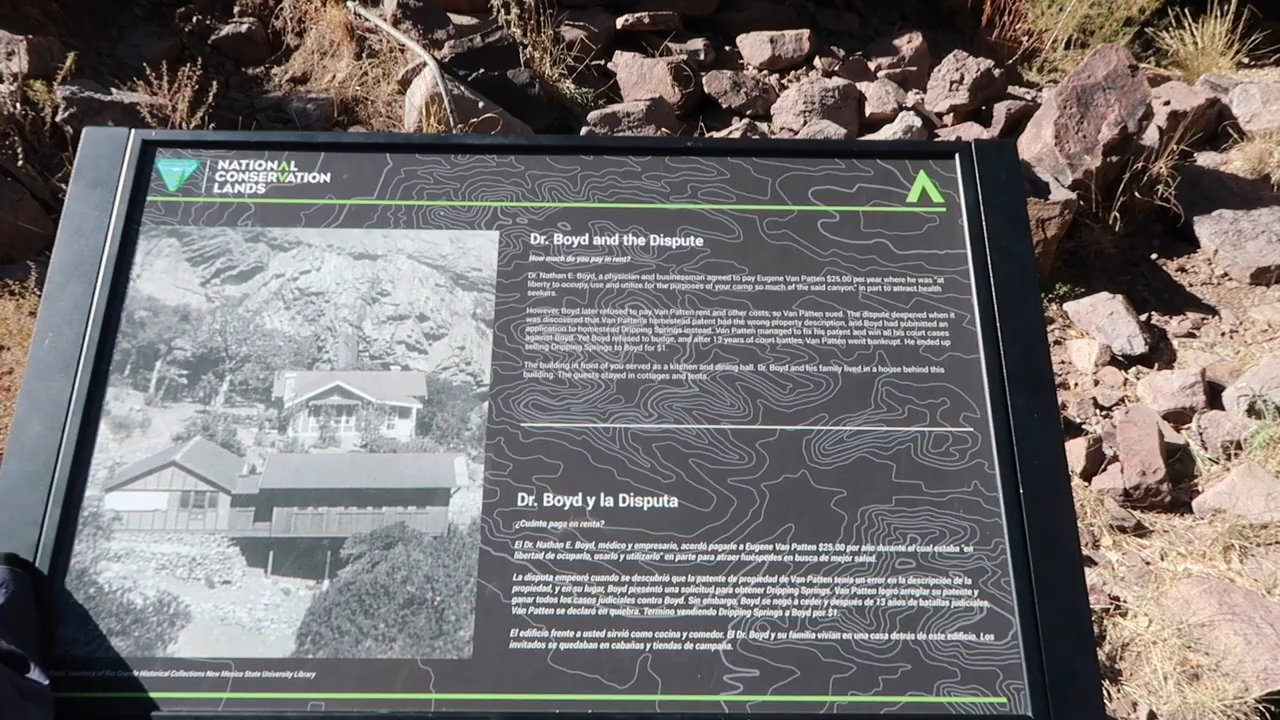 NATIONAL
CONSERVATION
LANDS
Dr. Boyd and the Dispute
How much do you pay in rent?
Dr. Nathan E. Boyd, a physician and businessman agreed to pay Eugene Van Patten $25.00 per year where he was "at
liberty to occupy, use and utilize for the purposes of your camp so much of the said canyon," in part to attract health
seekers.
However, Boyd later refused to pay Van Patten rent and other costs, so Van Patten sued. The dispute deepened when it
was discovered that Van Patten's homestead patent had the wrong property description, and Boyd had submitted an
application to homestead Dripping Springs instead. Van Patten managed to fix his patent and win all his court cases
against Boyd. Yet Boyd refused to budge, and after 13 years of court battles, Van Patten went bankrupt. He ended up
selling Dripping Springs to Boyd for $1.
The building in front of you served as a kitchen and dining hall. Dr. Boyd and his family lived in a house behind this
building. The guests stayed in cottages and tents.
Dr. Boyd y la Disputa
¿Cuánto paga en renta?
El Dr. Nathan E. Boyd, médico y empresario, acordó pagarle a Eugene Van Patten $25.00 por año durante el cual estaba "en
libertad de ocuparlo, usarlo y utilizarlo" en parte para atraer huéspedes en busca de mejor salud.
La disputa empeoró cuando se descubrió que la patente de propiedad de Van Patten tenía un error en la descripción de la
propiedad, y en su lugar, Boyd presentó una solicitud para obtener Dripping Springs. Van Patten logró arreglar su patente y
ganar todos los casos judiciales contra Boyd. Sin embargo, Boyd se negó a ceder y después de 13 años de batallas judiciales,
Van Patten se declaró en quiebra. Termino vendiendo Dripping Springs a Boyd por $1.
El edificio frente a usted sirvió como cocina y comedor. El Dr. Boyd y su familia vivían en una casa detrás de este edificio. Los
invitados se quedaban en cabañas y tiendas de campaña.
courtesy of Rio Grande Historical Collections New Mexico State University Library